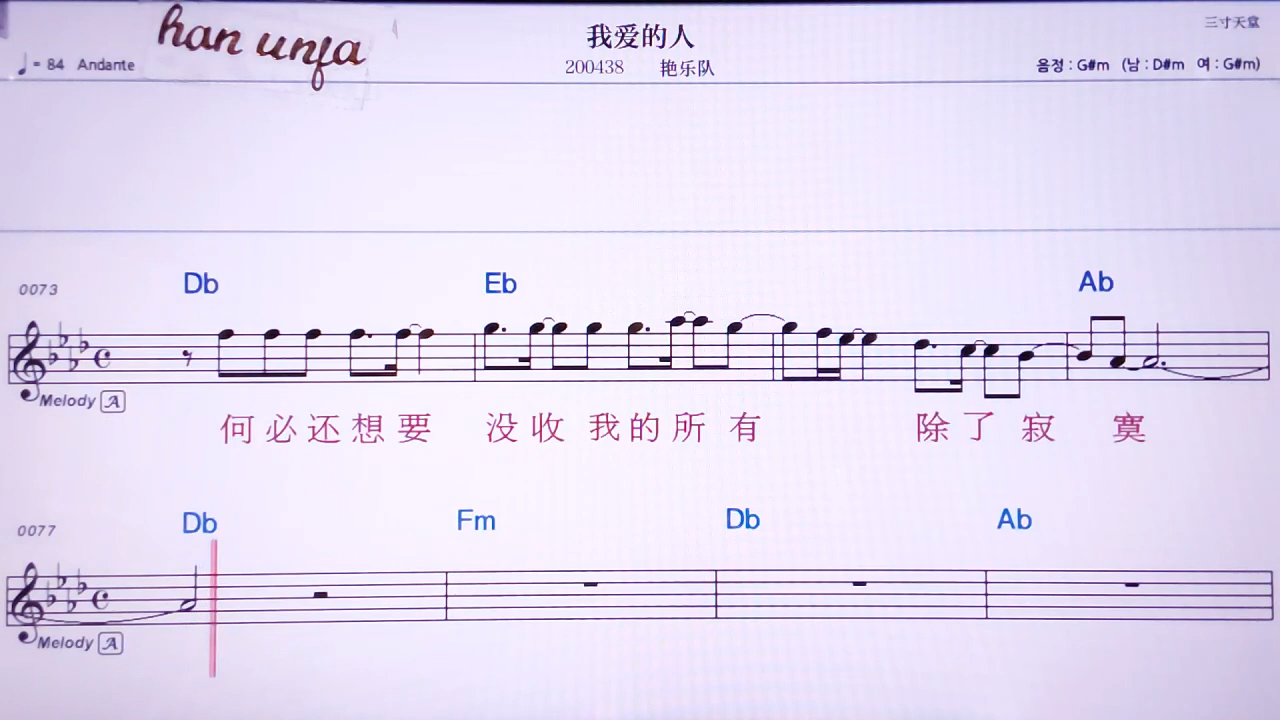 han unfa
我爱的人
三寸天堂
♩ = 84 Andante
200438 艳乐队
음정 : G#m (남 : D#m 여 : G#m)
0073
Db Eb Ab
Melody A
何必还想要 没收我的所有 除了寂寞
0077
Db Fm Db Ab
Melody A